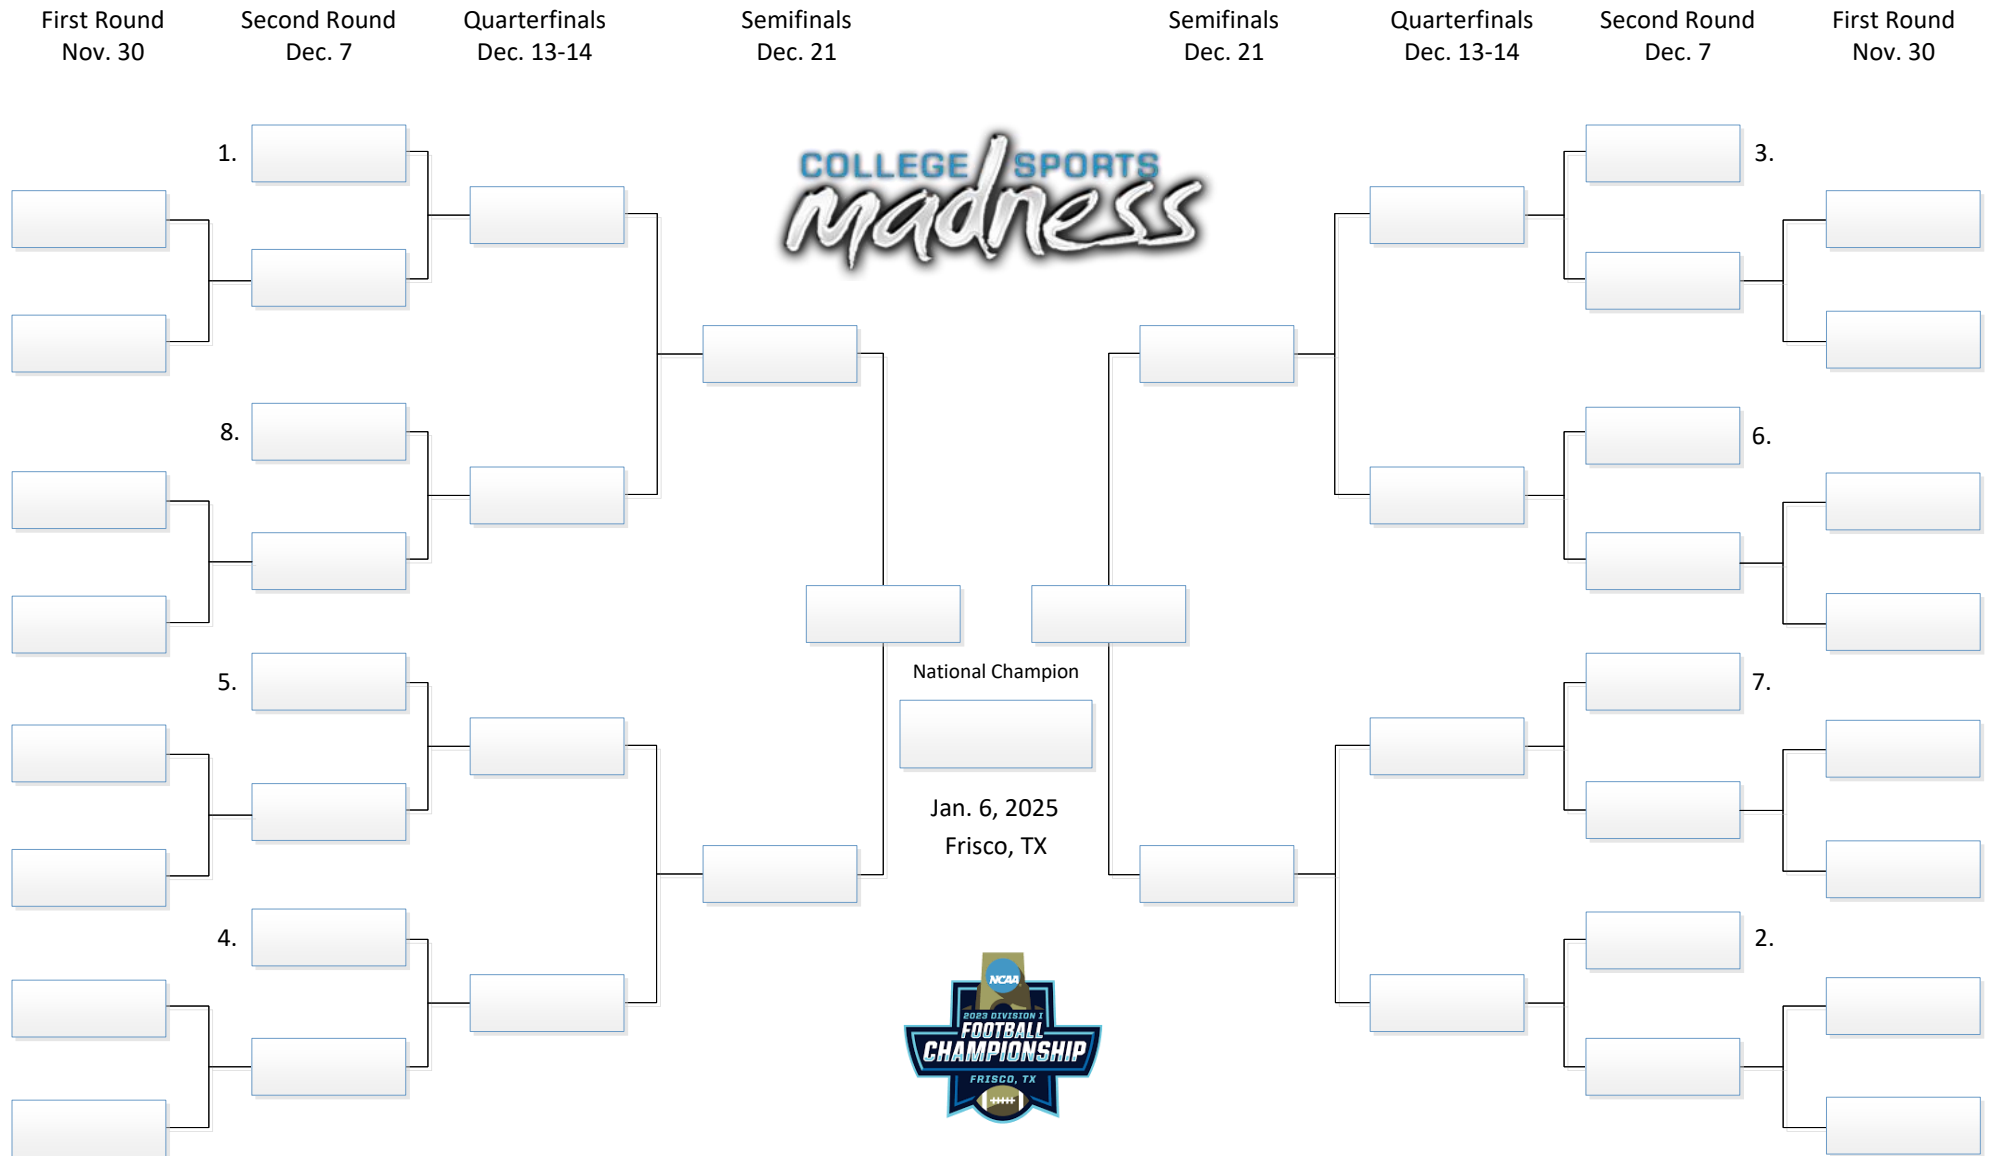 First Round Second Round Quarterfinals Semifinals Semifinals Quarterfinals Second Round First Round
Nov. 30 Dec. 7 Dec. 13-14 Dec. 21 Dec. 21 Dec. 13-14 Dec. 7 Nov. 30
1. 3.
COLLEGE SPORTS
madness
8. 6.
5. 7.
National Champion
Jan. 6, 2025
Frisco, TX
4. 2.
NCAA
2023 DIVISION I
FOOTBALL
CHAMPIONSHIP
FRISCO, TX